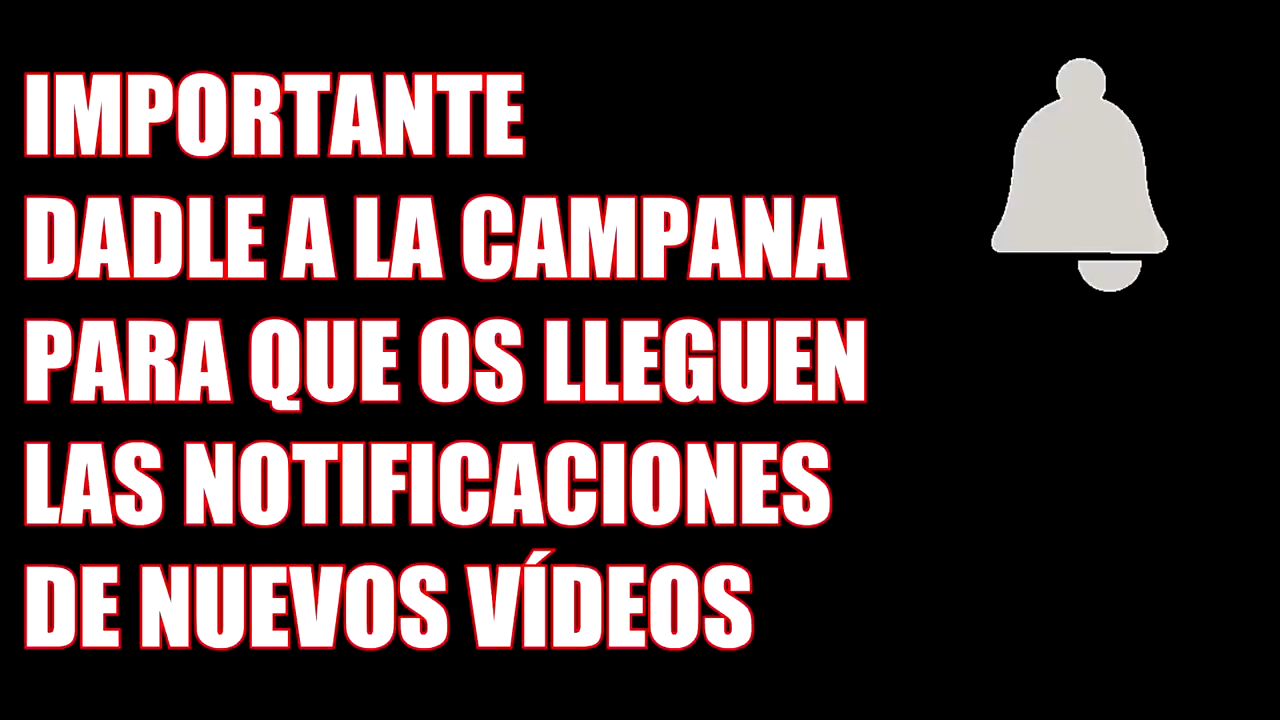 IMPORTANTE
DADLE A LA CAMPANA
PARA QUE OS LLEGUEN
LAS NOTIFICACIONES
DE NUEVOS VÍDEOS